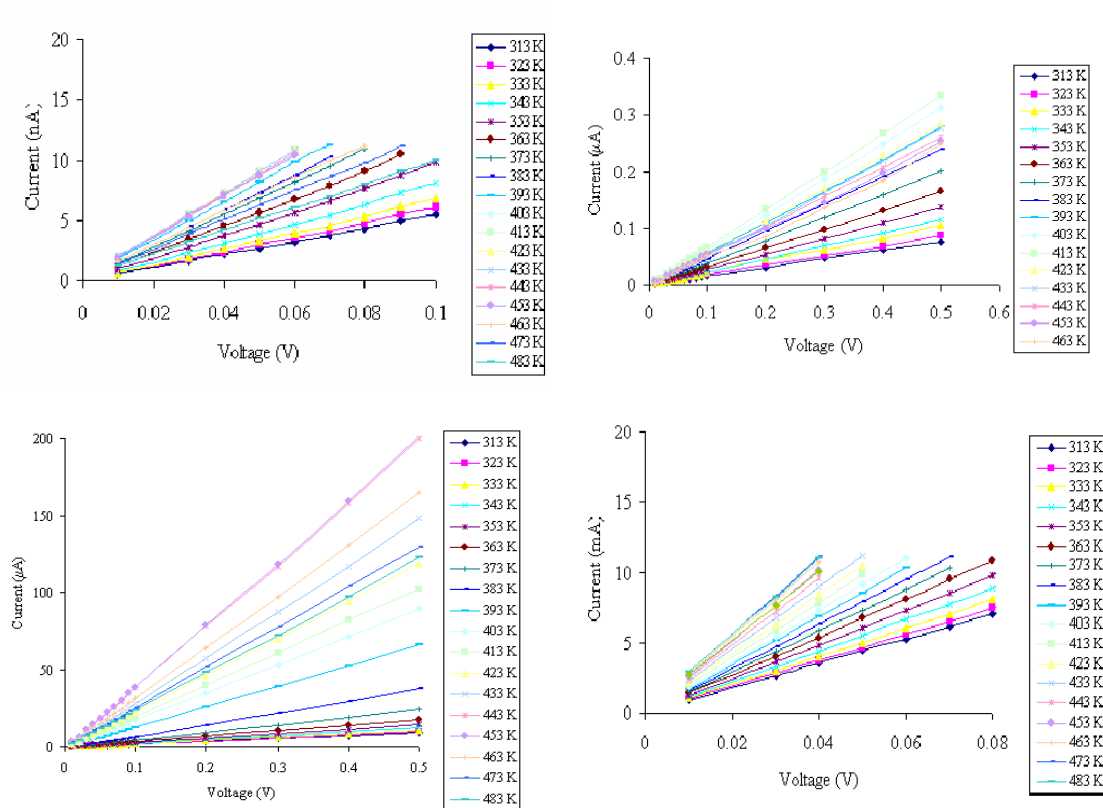 20
15
10
5
0
Current (nA)
0 0.02 0.04 0.06 0.08 0.1
Voltage (V)
313 K
323 K
333 K
343 K
353 K
363 K
373 K
383 K
393 K
403 K
413 K
423 K
433 K
443 K
453 K
463 K
473 K
483 K
0.4
0.3
0.2
0.1
0
Current (μA)
0 0.1 0.2 0.3 0.4 0.5 0.6
Voltage (V)
313 K
323 K
333 K
343 K
353 K
363 K
373 K
383 K
393 K
403 K
413 K
423 K
433 K
443 K
453 K
463 K
200
150
100
50
0
Current (μA)
0 0.1 0.2 0.3 0.4 0.5
Voltage (V)
313 K
323 K
333 K
343 K
353 K
363 K
373 K
383 K
393 K
403 K
413 K
423 K
433 K
443 K
453 K
463 K
473 K
483 K
20
15
10
5
0
Current (mA)
0 0.02 0.04 0.06 0.08
Voltage (V)
313 K
323 K
333 K
343 K
353 K
363 K
373 K
383 K
393 K
403 K
413 K
423 K
433 K
443 K
453 K
463 K
473 K
483 K